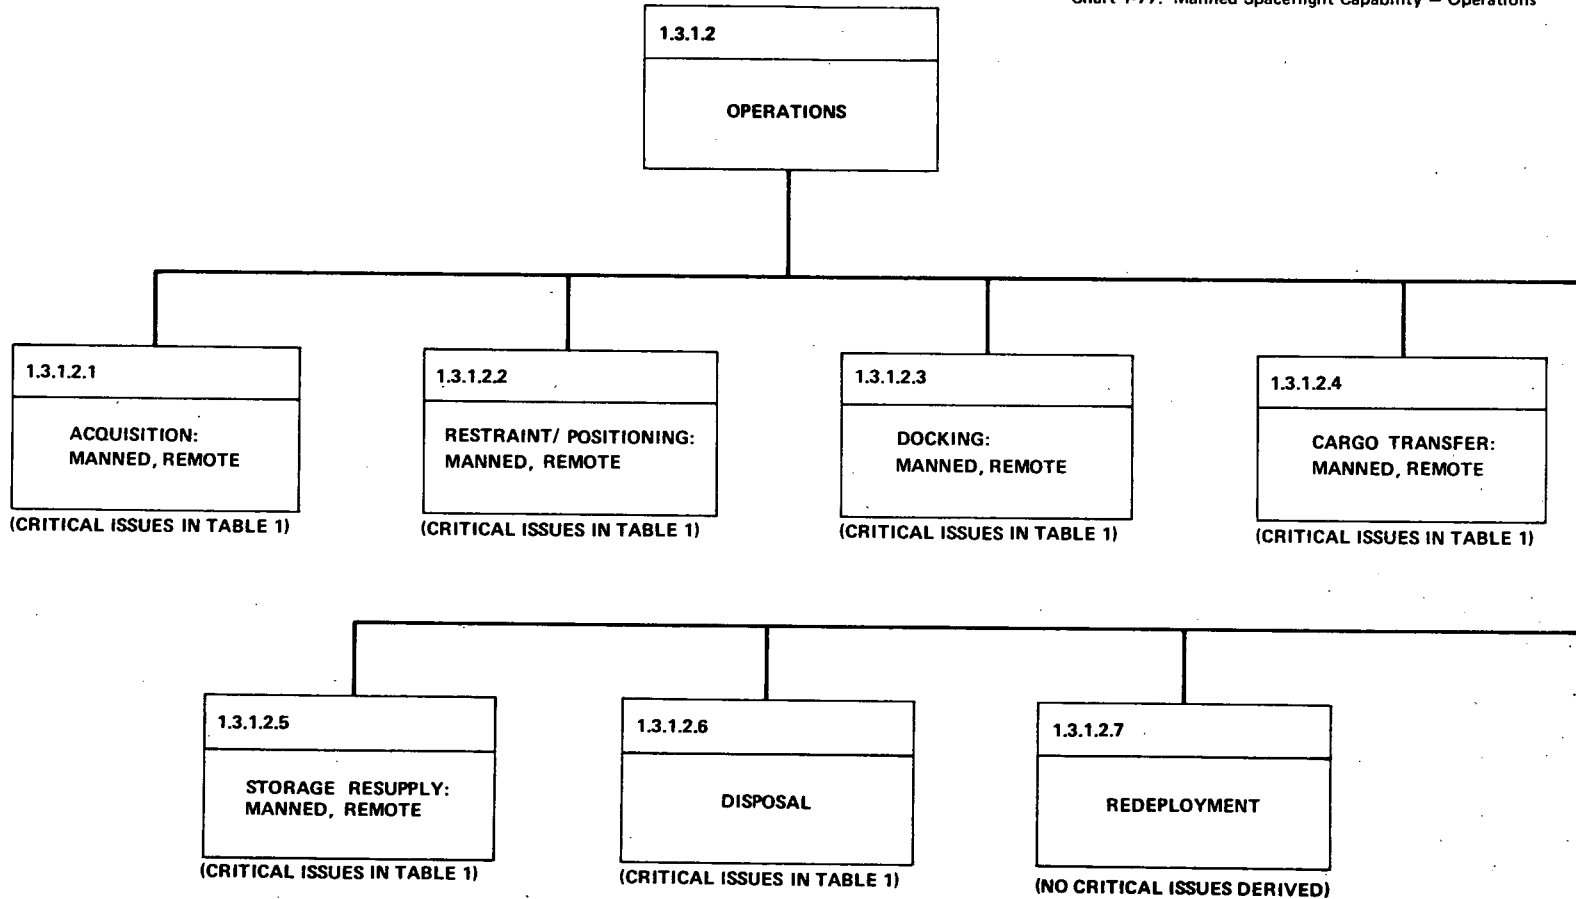 Chart 1-77. Manned Spaceflight Capability — Operations
1.3.1.2
OPERATIONS
1.3.1.2.1
ACQUISITION:
MANNED, REMOTE
(CRITICAL ISSUES IN TABLE 1)
1.3.1.2.2
RESTRAINT/ POSITIONING:
MANNED, REMOTE
(CRITICAL ISSUES IN TABLE 1)
1.3.1.2.3
DOCKING:
MANNED, REMOTE
(CRITICAL ISSUES IN TABLE 1)
1.3.1.2.4
CARGO TRANSFER:
MANNED, REMOTE
(CRITICAL ISSUES IN TABLE 1)
1.3.1.2.5
STORAGE RESUPPLY:
MANNED, REMOTE
(CRITICAL ISSUES IN TABLE 1)
1.3.1.2.6
DISPOSAL
(CRITICAL ISSUES IN TABLE 1)
1.3.1.2.7
REDEPLOYMENT
(NO CRITICAL ISSUES DERIVED)